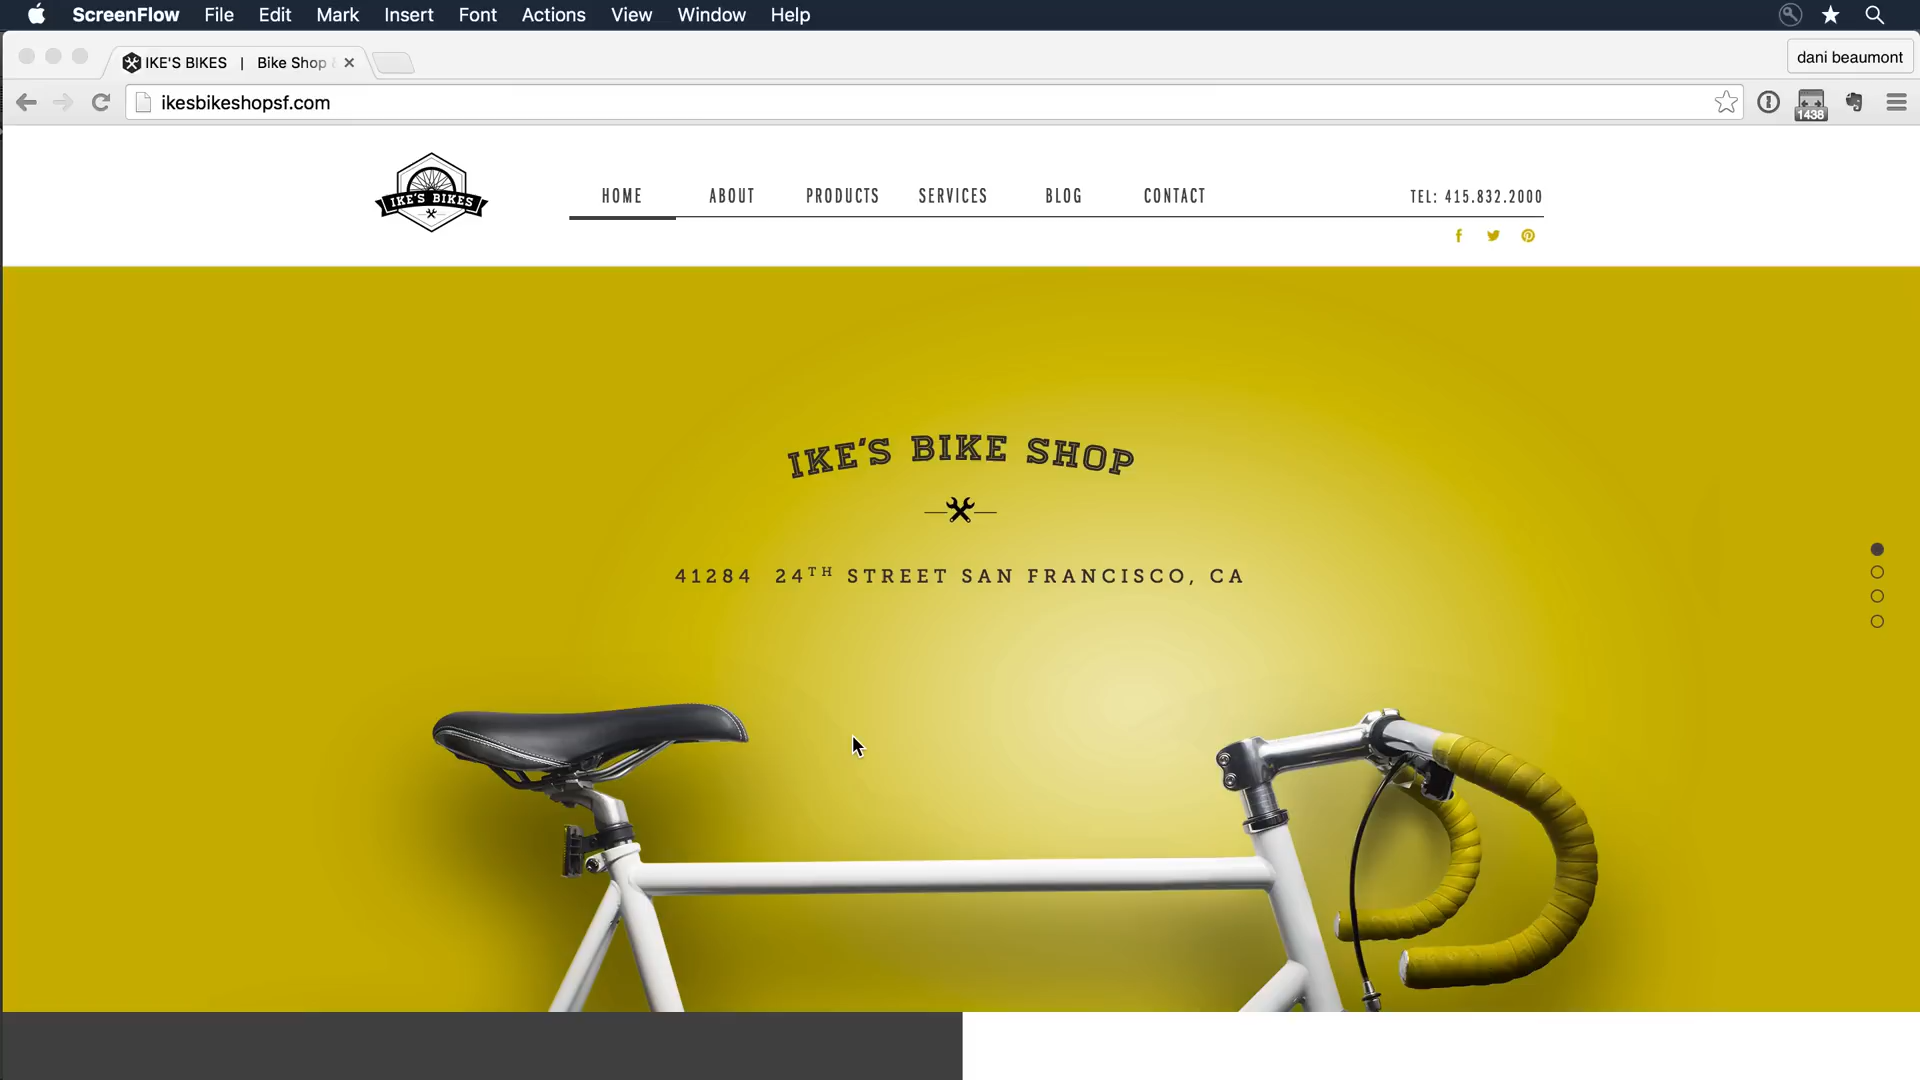 ScreenFlow File Edit Mark Insert Font Actions View Window Help
IKE'S BIKES | Bike Shop
dani beaumont
ikesbikeshopsf.com
1438
IKE'S BIKES
HOME ABOUT PRODUCTS SERVICES BLOG CONTACT TEL: 415.832.2000
IKE'S BIKE SHOP
41284 24TH STREET SAN FRANCISCO, CA